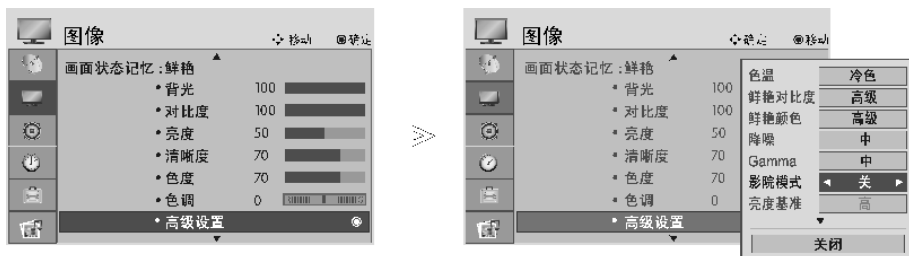 图像 移动 ◉确定
画面状态记忆 :鲜艳
• 背光 100
• 对比度 100
• 亮度 50
• 清晰度 70
• 色度 70
• 色调 0
• 高级设置
图像 确定 ◉移动
画面状态记忆 :鲜艳
• 背光 100
• 对比度 100
• 亮度 50
• 清晰度 70
• 色度 70
• 色调 0
• 高级设置
色温 冷色
鲜艳对比度 高级
鲜艳颜色 高级
降噪 中
Gamma 中
影院模式 关
亮度基准 高
关闭